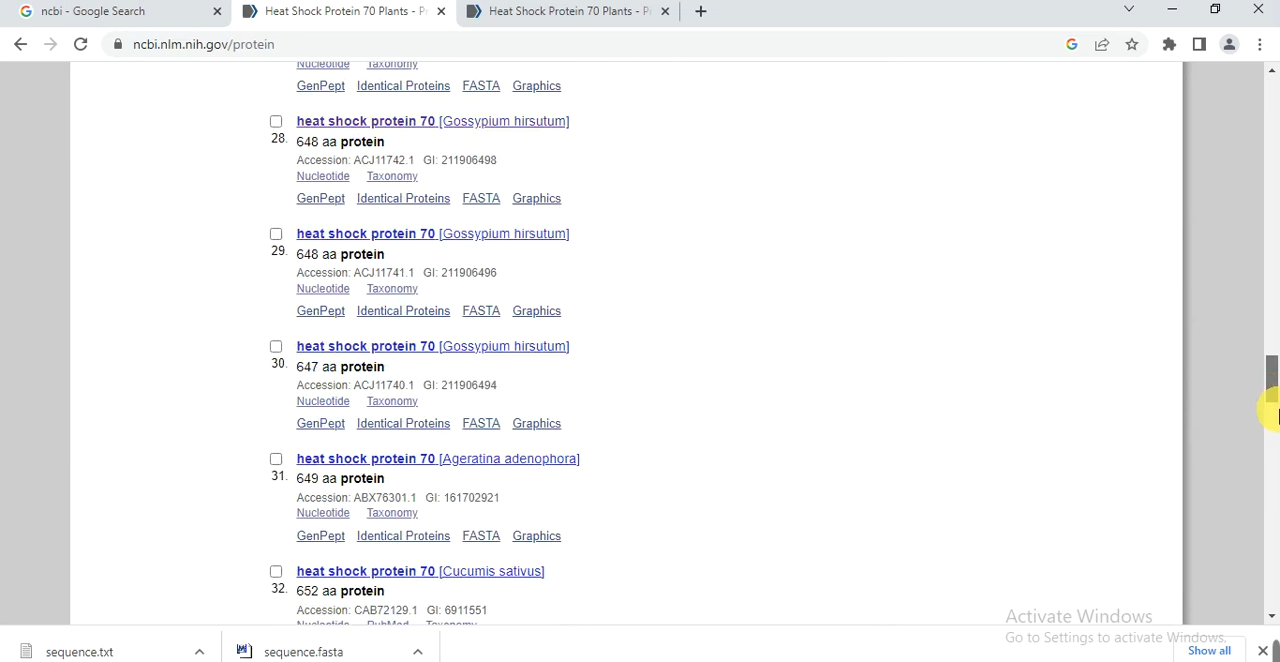 ncbi - Google Search
Heat Shock Protein 70 Plants - P
Heat Shock Protein 70 Plants - P
ncbi.nlm.nih.gov/protein
Nucleotide Taxonomy
GenPept Identical Proteins FASTA Graphics
heat shock protein 70 [Gossypium hirsutum]
28. 648 aa protein
Accession: ACJ11742.1 GI: 211906498
Nucleotide Taxonomy
GenPept Identical Proteins FASTA Graphics
heat shock protein 70 [Gossypium hirsutum]
29. 648 aa protein
Accession: ACJ11741.1 GI: 211906496
Nucleotide Taxonomy
GenPept Identical Proteins FASTA Graphics
heat shock protein 70 [Gossypium hirsutum]
30. 647 aa protein
Accession: ACJ11740.1 GI: 211906494
Nucleotide Taxonomy
GenPept Identical Proteins FASTA Graphics
heat shock protein 70 [Ageratina adenophora]
31. 649 aa protein
Accession: ABX76301.1 GI: 161702921
Nucleotide Taxonomy
GenPept Identical Proteins FASTA Graphics
heat shock protein 70 [Cucumis sativus]
32. 652 aa protein
Accession: CAB72129.1 GI: 6911551
Nucleotide PubMed Taxonomy
Activate Windows
Go to Settings to activate Windows.
sequence.txt
sequence.fasta
Show all